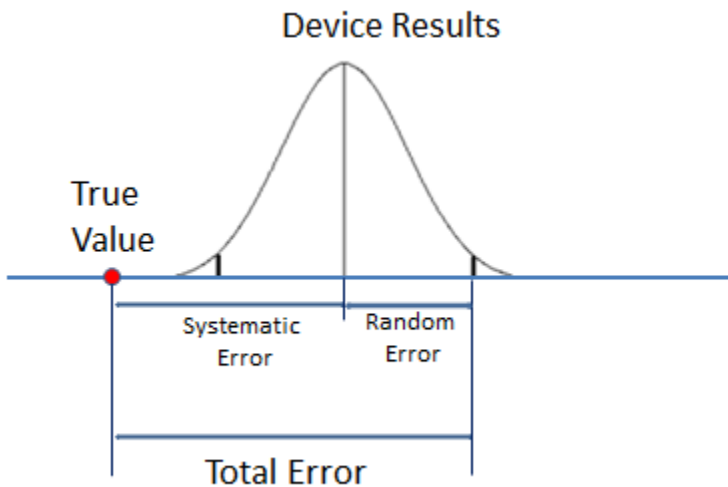 Device Results
True
Value
Systematic
Error
Random
Error
Total Error